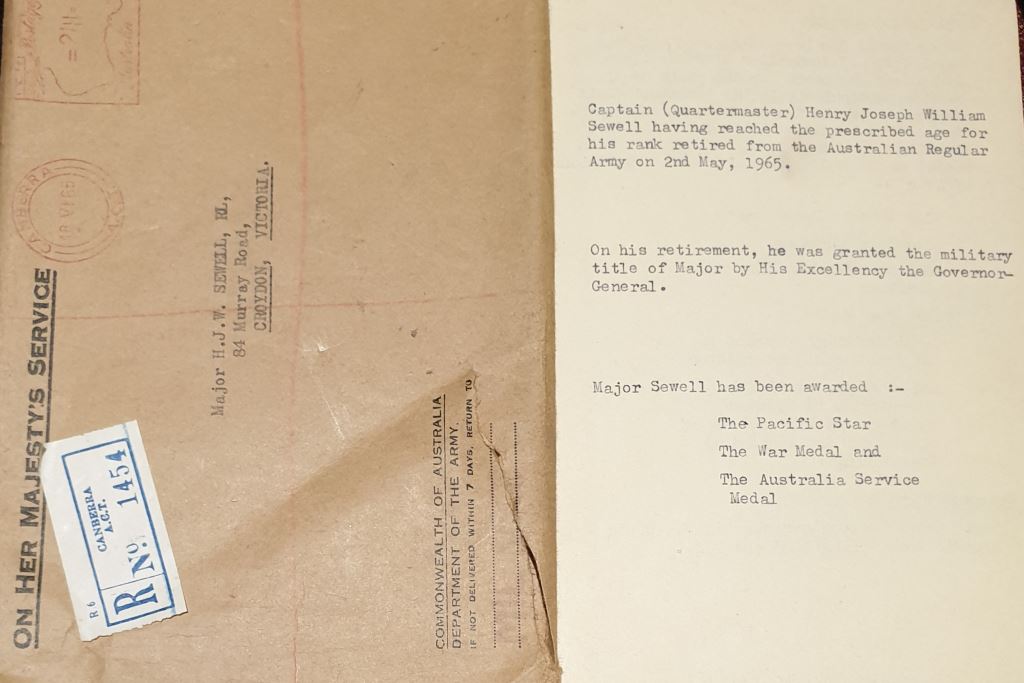 ON HER MAJESTY'S SERVICE
CANBERRA
A.C.T.
R 6
CANBERRA
A.C.T.
R No 1454
Major H.J.W. SEWELL, RL,
84 Murray Road,
CROYDON, VICTORIA.
COMMONWEALTH OF AUSTRALIA
DEPARTMENT OF THE ARMY.
IF NOT DELIVERED WITHIN 7 DAYS, RETURN TO
Captain (Quartermaster) Henry Joseph William
Sewell having reached the prescribed age for
his rank retired from the Australian Regular
Army on 2nd May, 1965.
On his retirement, he was granted the military
title of Major by His Excellency the Governor-
General.
Major Sewell has been awarded :-
The Pacific Star
The War Medal and
The Australia Service
Medal